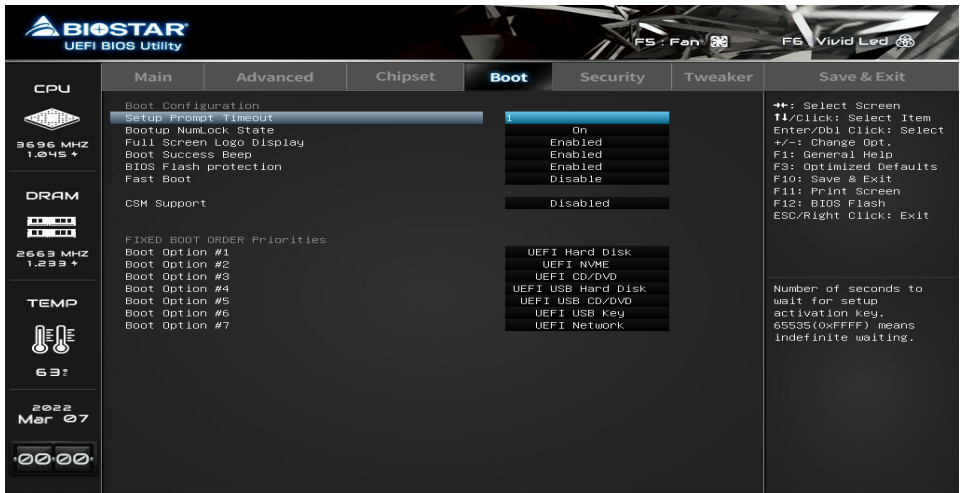 BIOSTAR®
UEFI BIOS Utility
F5 : Fan
F6 Vivid Led
CPU
3696 MHZ
1.045
DRAM
2663 MHZ
1.233
TEMP
63°
2022
Mar 07
00:00
Main Advanced Chipset Boot Security Tweaker Save & Exit
Boot Configuration
Setup Prompt Timeout 1
Bootup NumLock State On
Full Screen Logo Display Enabled
Boot Success Beep Enabled
BIOS Flash protection Enabled
Fast Boot Disable
CSM Support Disabled
FIXED BOOT ORDER Priorities
Boot Option #1 UEFI Hard Disk
Boot Option #2 UEFI NVME
Boot Option #3 UEFI CD/DVD
Boot Option #4 UEFI USB Hard Disk
Boot Option #5 UEFI USB CD/DVD
Boot Option #6 UEFI USB Key
Boot Option #7 UEFI Network
→←: Select Screen
↑↓/Click: Select Item
Enter/Dbl Click: Select
+/-: Change Opt.
F1: General Help
F3: Optimized Defaults
F10: Save & Exit
F11: Print Screen
F12: BIOS Flash
ESC/Right Click: Exit
Number of seconds to
wait for setup
activation key.
65535(0xFFFF) means
indefinite waiting.